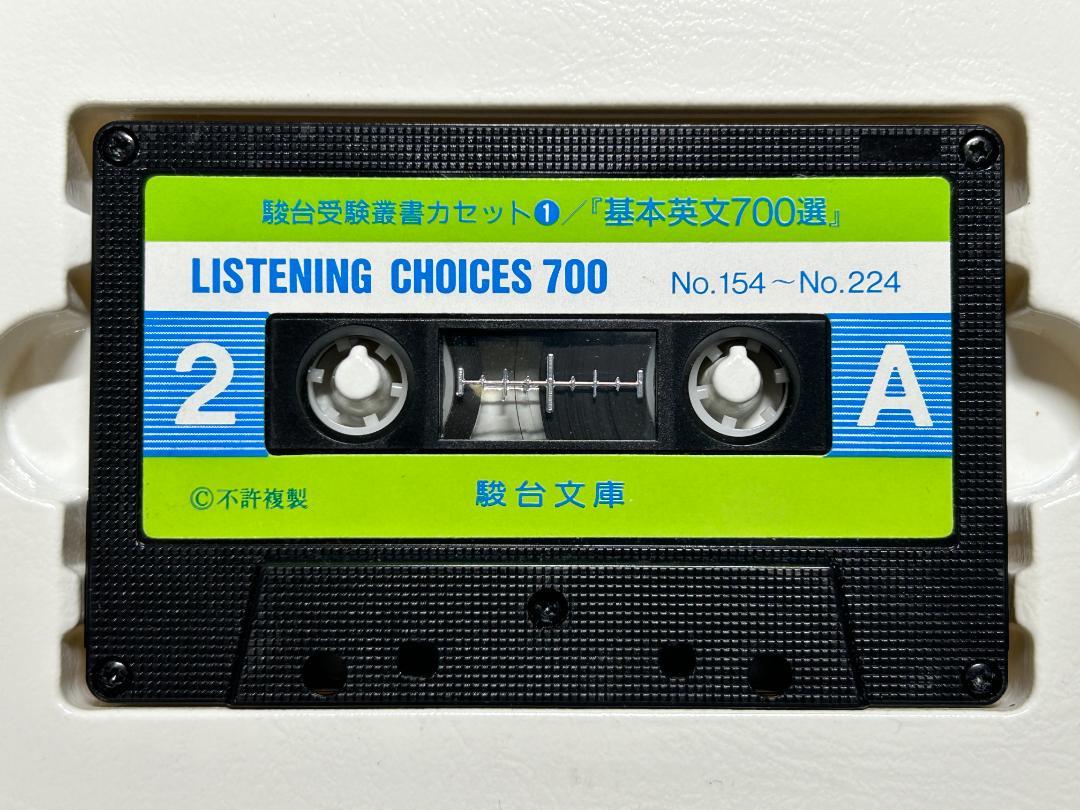 駿台受験叢書カセット❶/『基本英文700選』
LISTENING CHOICES 700 No.154～No.224
2 A
©不許複製 駿台文庫